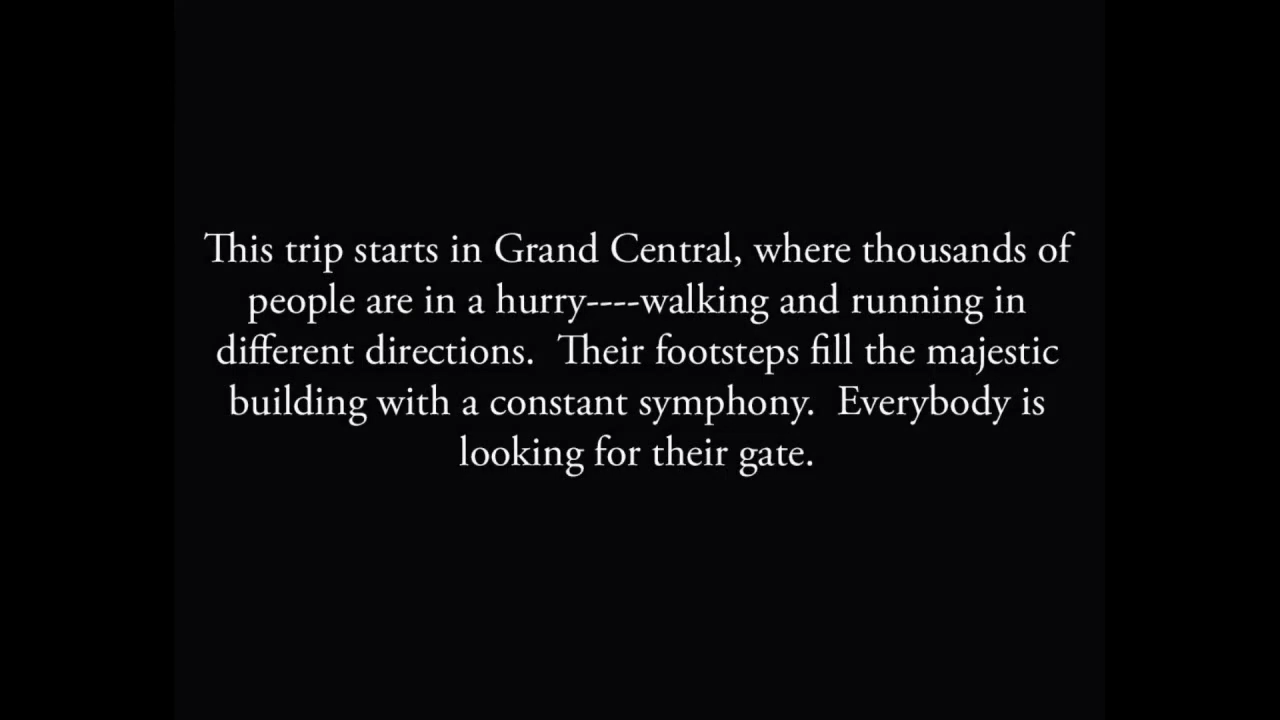 This trip starts in Grand Central, where thousands of
people are in a hurry----walking and running in
different directions.  Their footsteps fill the majestic
building with a constant symphony.  Everybody is
looking for their gate.